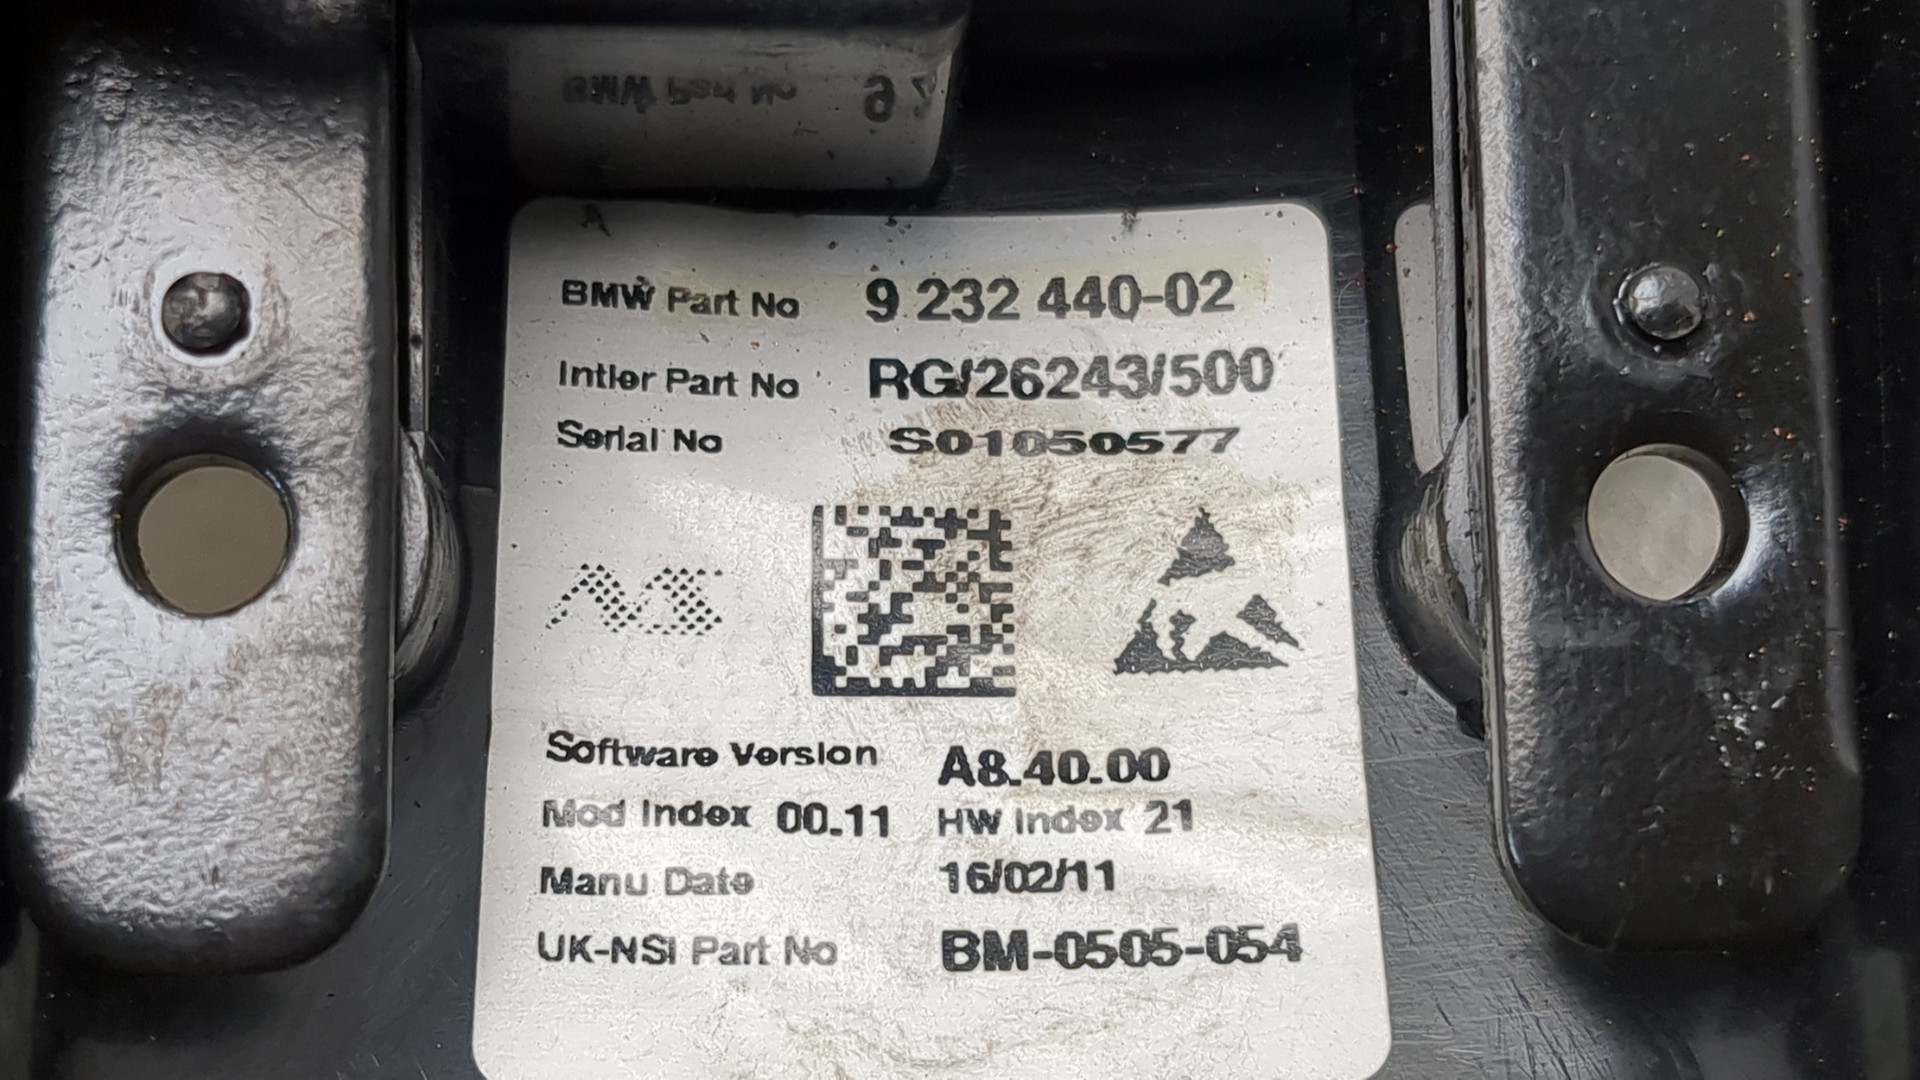 BMW Part No 9 2
BMW Part No 9 232 440-02
Intier Part No RG/26243/500
Serial No S01050577
Software Version A8.40.00
Mod Index 00.11 HW Index 21
Manu Date 16/02/11
UK-NSI Part No BM-0505-054